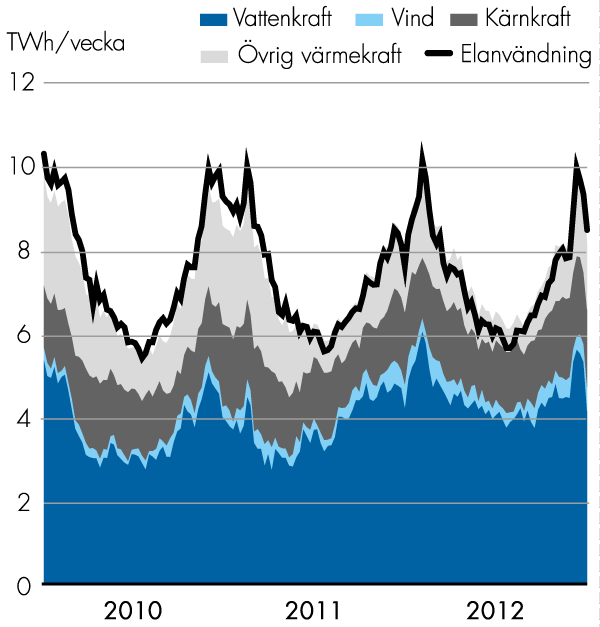 Vattenkraft Vind Kärnkraft
TWh/vecka
Övrig värmekraft Elanvändning
12
10
8
6
4
2
0
2010 2011 2012